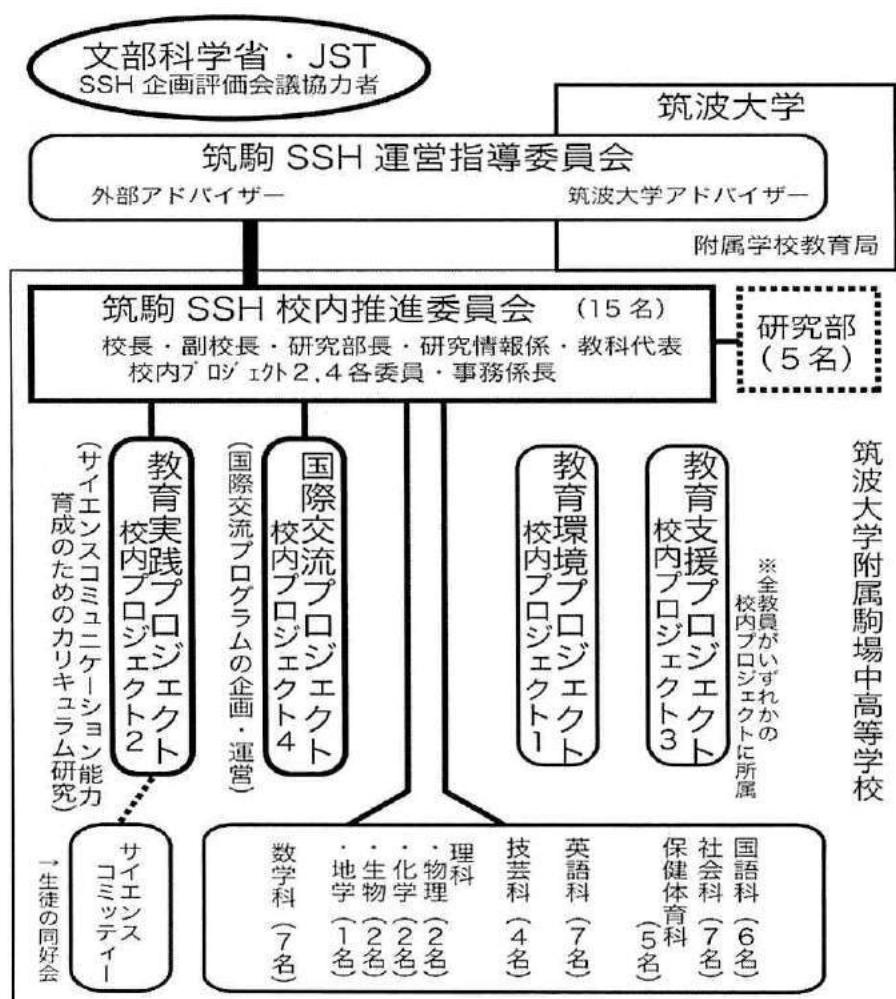 文部科学省・JST
SSH 企画評価会議協力者
筑波大学
筑駒 SSH 運営指導委員会
外部アドバイザー
筑波大学アドバイザー
附属学校教育局
筑駒 SSH 校内推進委員会 (15名)
校長・副校長・研究部長・研究情報係・教科代表
校内プロジェクト2,4各委員・事務係長
研究部
(5名)
筑波大学附属駒場中高等学校
教育支援プロジェクト
校内プロジェクト3
※全教員がいずれかの
校内プロジェクトに所属
教育環境プロジェクト
校内プロジェクト1
国際交流プロジェクト
校内プロジェクト4
(国際交流プログラムの企画・運営)
教育実践プロジェクト
校内プロジェクト2
(サイエンスコミュニケーション能力
育成のためのカリキュラム研究)
国語科(6名)
社会科(7名)
保健体育科
(5名)
英語科(7名)
技芸科(4名)
理科
・物理(2名)
・化学(2名)
・生物(2名)
・地学(1名)
数学科(7名)
サイエンス
コミッティー
→生徒の同好会